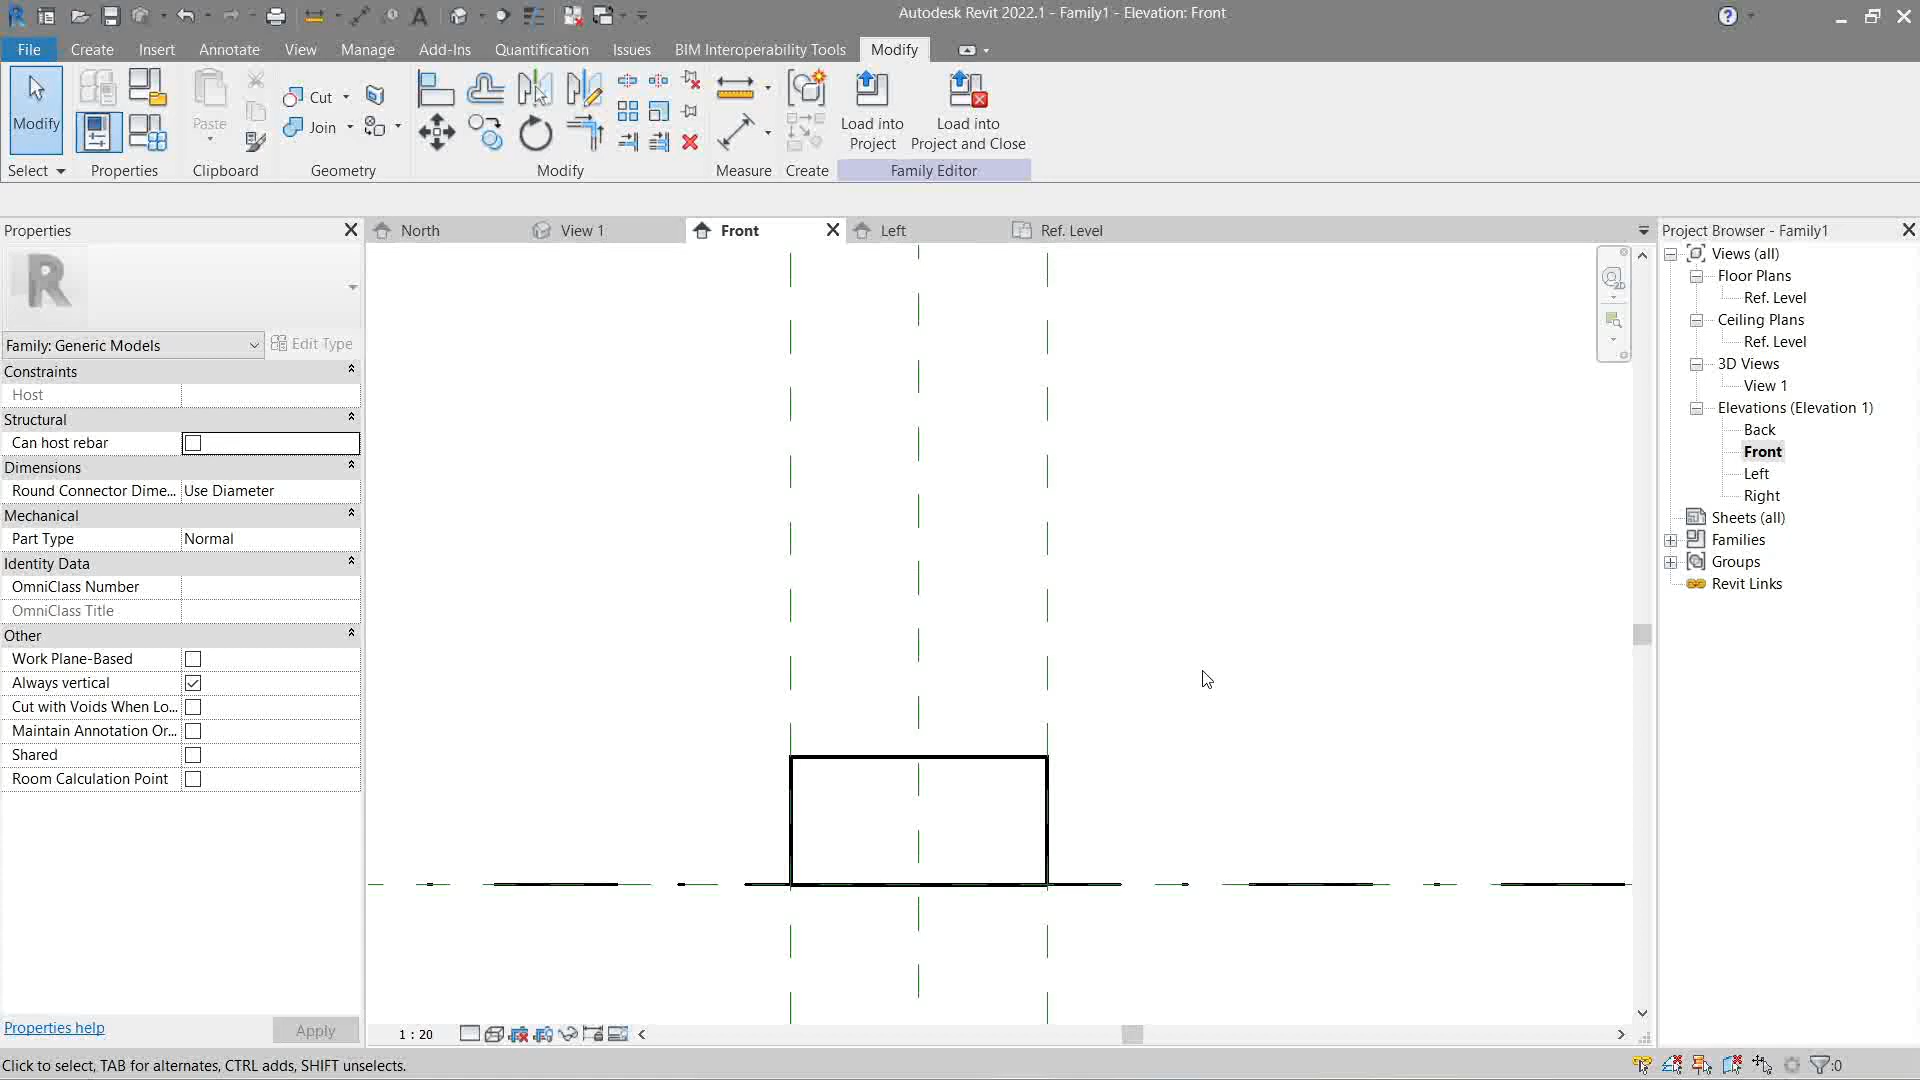 Autodesk Revit 2022.1 - Family1 - Elevation: Front
File Create Insert Annotate View Manage Add-Ins Quantification Issues BIM Interoperability Tools Modify
Modify
Paste
Cut
Join
Load into
Project
Load into
Project and Close
Select Properties Clipboard Geometry Modify Measure Create Family Editor
Properties
North View 1 Front Left Ref. Level
Project Browser - Family1
R
Family: Generic Models Edit Type
Constraints
Host
Structural
Can host rebar
Dimensions
Round Connector Dime... Use Diameter
Mechanical
Part Type Normal
Identity Data
OmniClass Number
OmniClass Title
Other
Work Plane-Based
Always vertical
Cut with Voids When Lo...
Maintain Annotation Or...
Shared
Room Calculation Point
Properties help Apply
2D
Views (all)
Floor Plans
Ref. Level
Ceiling Plans
Ref. Level
3D Views
View 1
Elevations (Elevation 1)
Back
Front
Left
Right
Sheets (all)
Families
Groups
Revit Links
1 : 20
Click to select, TAB for alternates, CTRL adds, SHIFT unselects.
:0